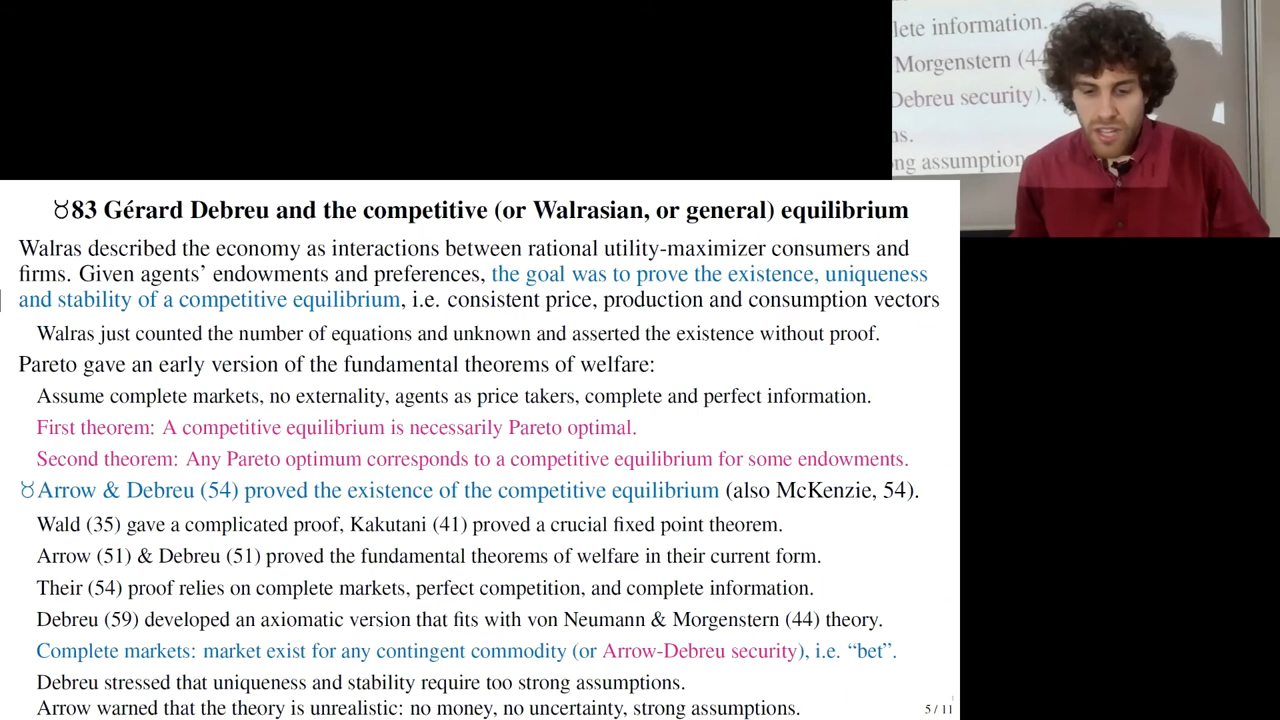 lete information.
Morgenstern (44
Debreu security).
ns.
ng assumption
♉83 Gérard Debreu and the competitive (or Walrasian, or general) equilibrium
Walras described the economy as interactions between rational utility-maximizer consumers and
firms. Given agents’ endowments and preferences, the goal was to prove the existence, uniqueness
and stability of a competitive equilibrium, i.e. consistent price, production and consumption vectors
Walras just counted the number of equations and unknown and asserted the existence without proof.
Pareto gave an early version of the fundamental theorems of welfare:
Assume complete markets, no externality, agents as price takers, complete and perfect information.
First theorem: A competitive equilibrium is necessarily Pareto optimal.
Second theorem: Any Pareto optimum corresponds to a competitive equilibrium for some endowments.
♉Arrow & Debreu (54) proved the existence of the competitive equilibrium (also McKenzie, 54).
Wald (35) gave a complicated proof, Kakutani (41) proved a crucial fixed point theorem.
Arrow (51) & Debreu (51) proved the fundamental theorems of welfare in their current form.
Their (54) proof relies on complete markets, perfect competition, and complete information.
Debreu (59) developed an axiomatic version that fits with von Neumann & Morgenstern (44) theory.
Complete markets: market exist for any contingent commodity (or Arrow-Debreu security), i.e. “bet”.
Debreu stressed that uniqueness and stability require too strong assumptions.
Arrow warned that the theory is unrealistic: no money, no uncertainty, strong assumptions.
5 / 11